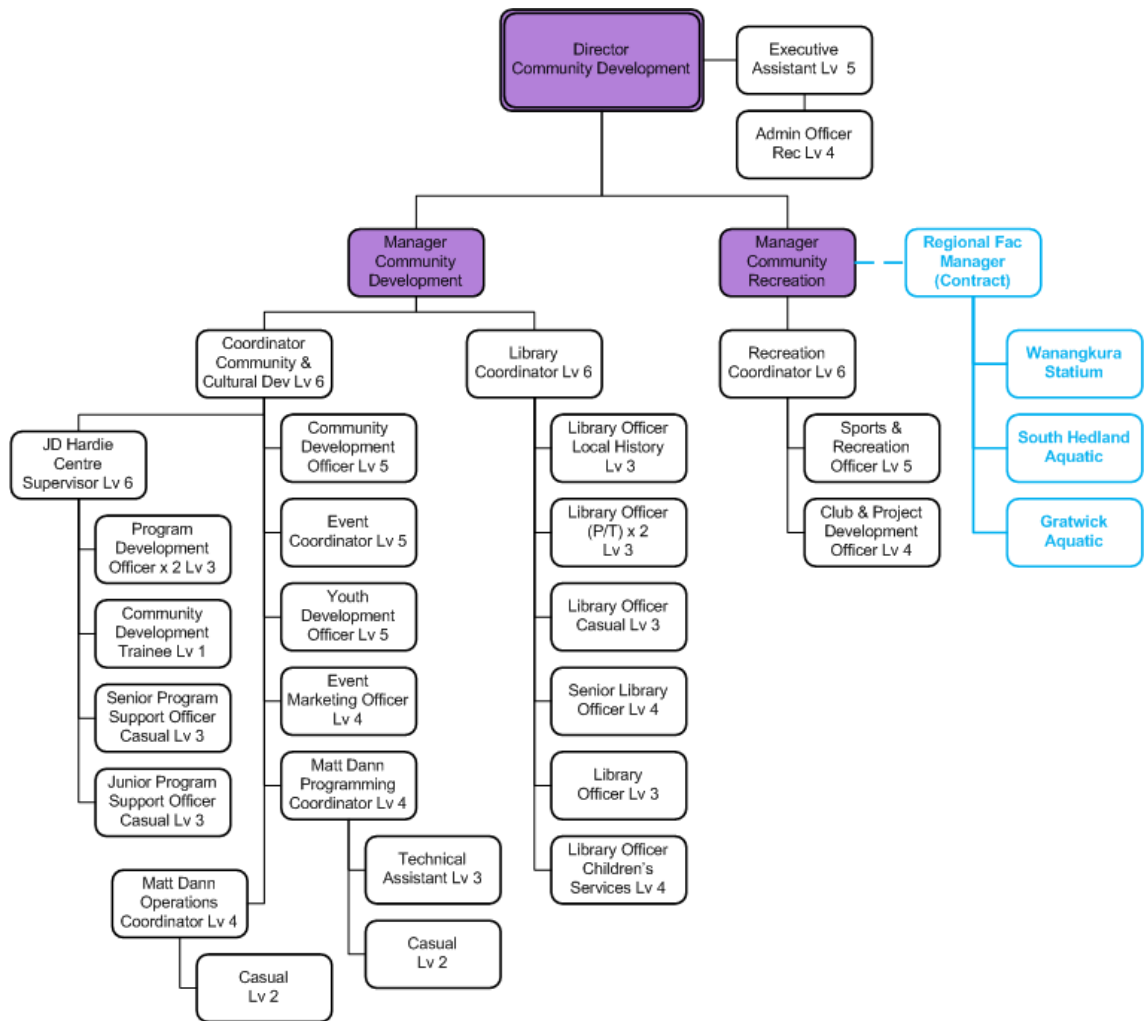 Director
Community Development
Executive
Assistant Lv 5
Admin Officer
Rec Lv 4
Manager
Community
Development
Manager
Community
Recreation
Regional Fac
Manager
(Contract)
Coordinator
Community &
Cultural Dev Lv 6
Library
Coordinator Lv 6
Recreation
Coordinator Lv 6
Wanangkura
Statium
South Hedland
Aquatic
Gratwick
Aquatic
JD Hardie
Centre
Supervisor Lv 6
Program
Development
Officer x 2 Lv 3
Community
Development
Trainee Lv 1
Senior Program
Support Officer
Casual Lv 3
Junior Program
Support Officer
Casual Lv 3
Community
Development
Officer Lv 5
Event
Coordinator Lv 5
Youth
Development
Officer Lv 5
Event
Marketing Officer
Lv 4
Matt Dann
Programming
Coordinator Lv 4
Technical
Assistant Lv 3
Casual
Lv 2
Matt Dann
Operations
Coordinator Lv 4
Casual
Lv 2
Library Officer
Local History
Lv 3
Library Officer
(P/T) x 2
Lv 3
Library Officer
Casual Lv 3
Senior Library
Officer Lv 4
Library
Officer Lv 3
Library Officer
Children's
Services Lv 4
Sports &
Recreation
Officer Lv 5
Club & Project
Development
Officer Lv 4